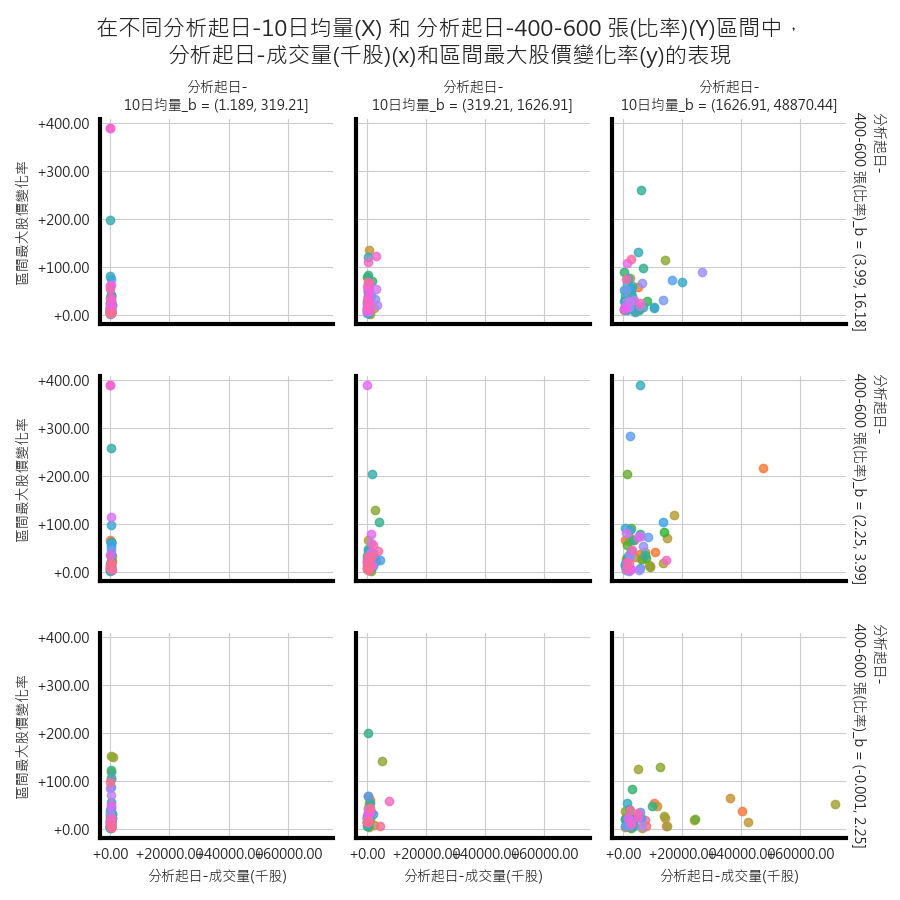 在不同分析起日-10日均量(X) 和 分析起日-400-600 張(比率)(Y)區間中，
分析起日-成交量(千股)(x)和區間最大股價變化率(y)的表現
分析起日-
10日均量_b = (1.189, 319.21]
分析起日-
10日均量_b = (319.21, 1626.91]
分析起日-
10日均量_b = (1626.91, 48870.44]
+400.00
+300.00
+200.00
+100.00
+0.00
區間最大股價變化率
分析起日-
400-600 張(比率)_b = (3.99, 16.18]
+400.00
+300.00
+200.00
+100.00
+0.00
區間最大股價變化率
分析起日-
400-600 張(比率)_b = (2.25, 3.99]
+400.00
+300.00
+200.00
+100.00
+0.00
區間最大股價變化率
分析起日-
400-600 張(比率)_b = (-0.001, 2.25]
+0.00 +20000.00 +40000.00 +60000.00
+0.00 +20000.00 +40000.00 +60000.00
+0.00 +20000.00 +40000.00 +60000.00
分析起日-成交量(千股)
分析起日-成交量(千股)
分析起日-成交量(千股)